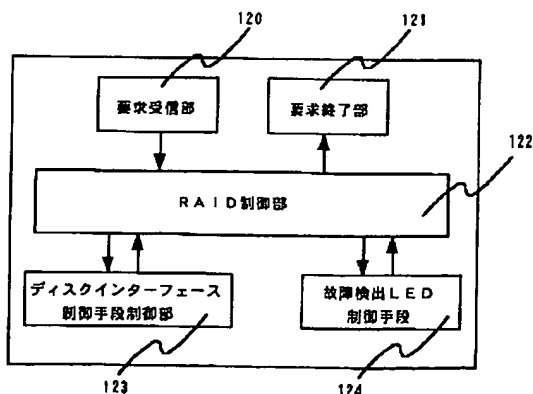 120
121
要求受信部
要求終了部
122
RAID制御部
ディスクインターフェース
制御手段制御部
故障検出LED
制御手段
123
124